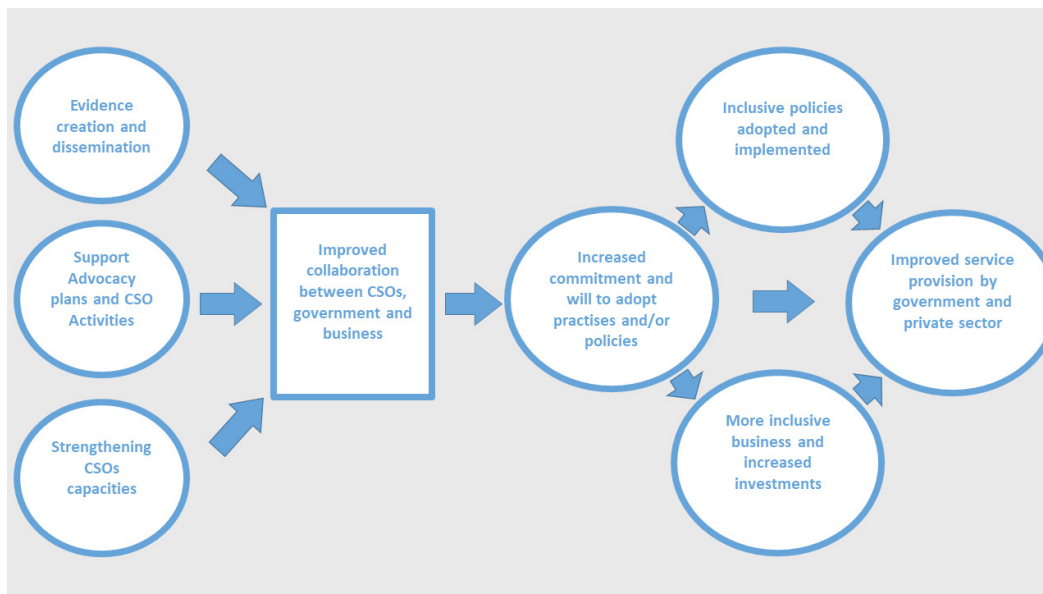 Evidence
creation and
dissemination
Support
Advocacy
plans and CSO
Activities
Strengthening
CSOs
capacities
Improved
collaboration
between CSOs,
government and
business
Increased
commitment and
will to adopt
practises and/or
policies
Inclusive policies
adopted and
implemented
More inclusive
business and
increased
investments
Improved service
provision by
government and
private sector